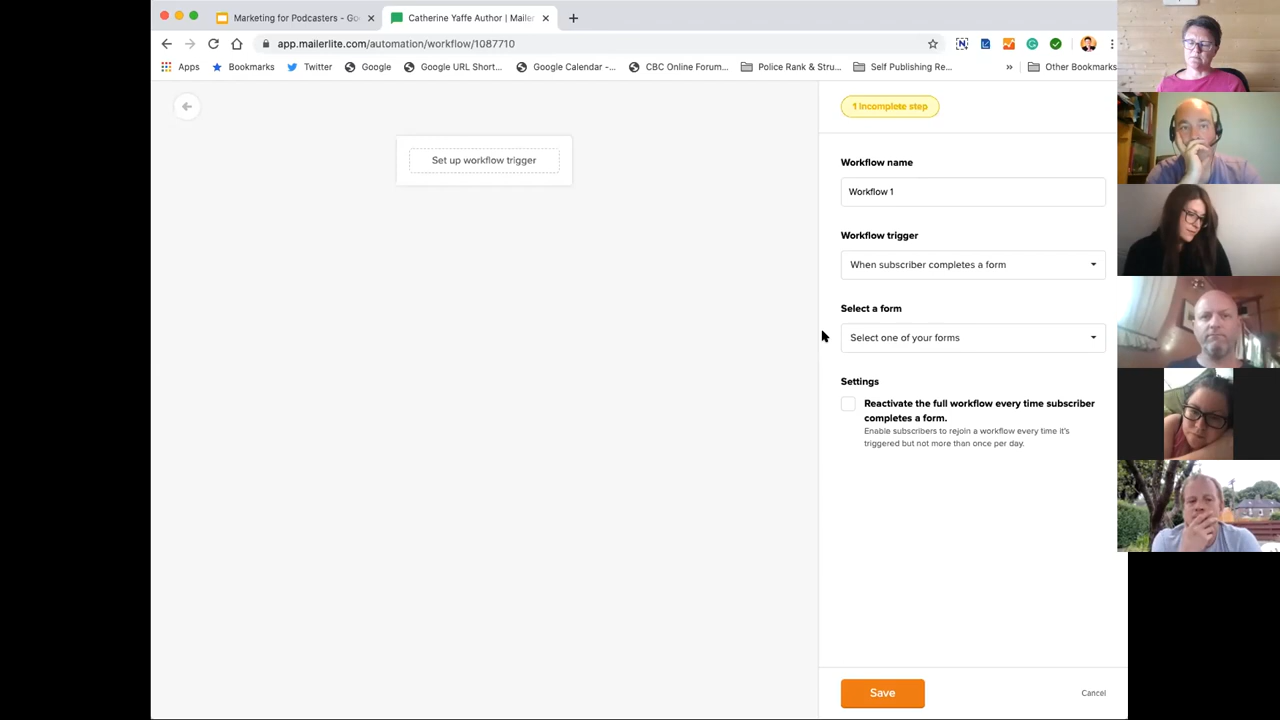 Marketing for Podcasters - Go
Catherine Yaffe Author | Mailer
app.mailerlite.com/automation/workflow/1087710
Apps
Bookmarks
Twitter
Google
Google URL Short...
Google Calendar -...
CBC Online Forum...
Police Rank & Stru...
Self Publishing Re...
»
Other Bookmarks
1 incomplete step
Set up workflow trigger
Workflow name
Workflow 1
Workflow trigger
When subscriber completes a form
Select a form
Select one of your forms
Settings
Reactivate the full workflow every time subscriber
completes a form.
Enable subscribers to rejoin a workflow every time it's
triggered but not more than once per day.
Save
Cancel